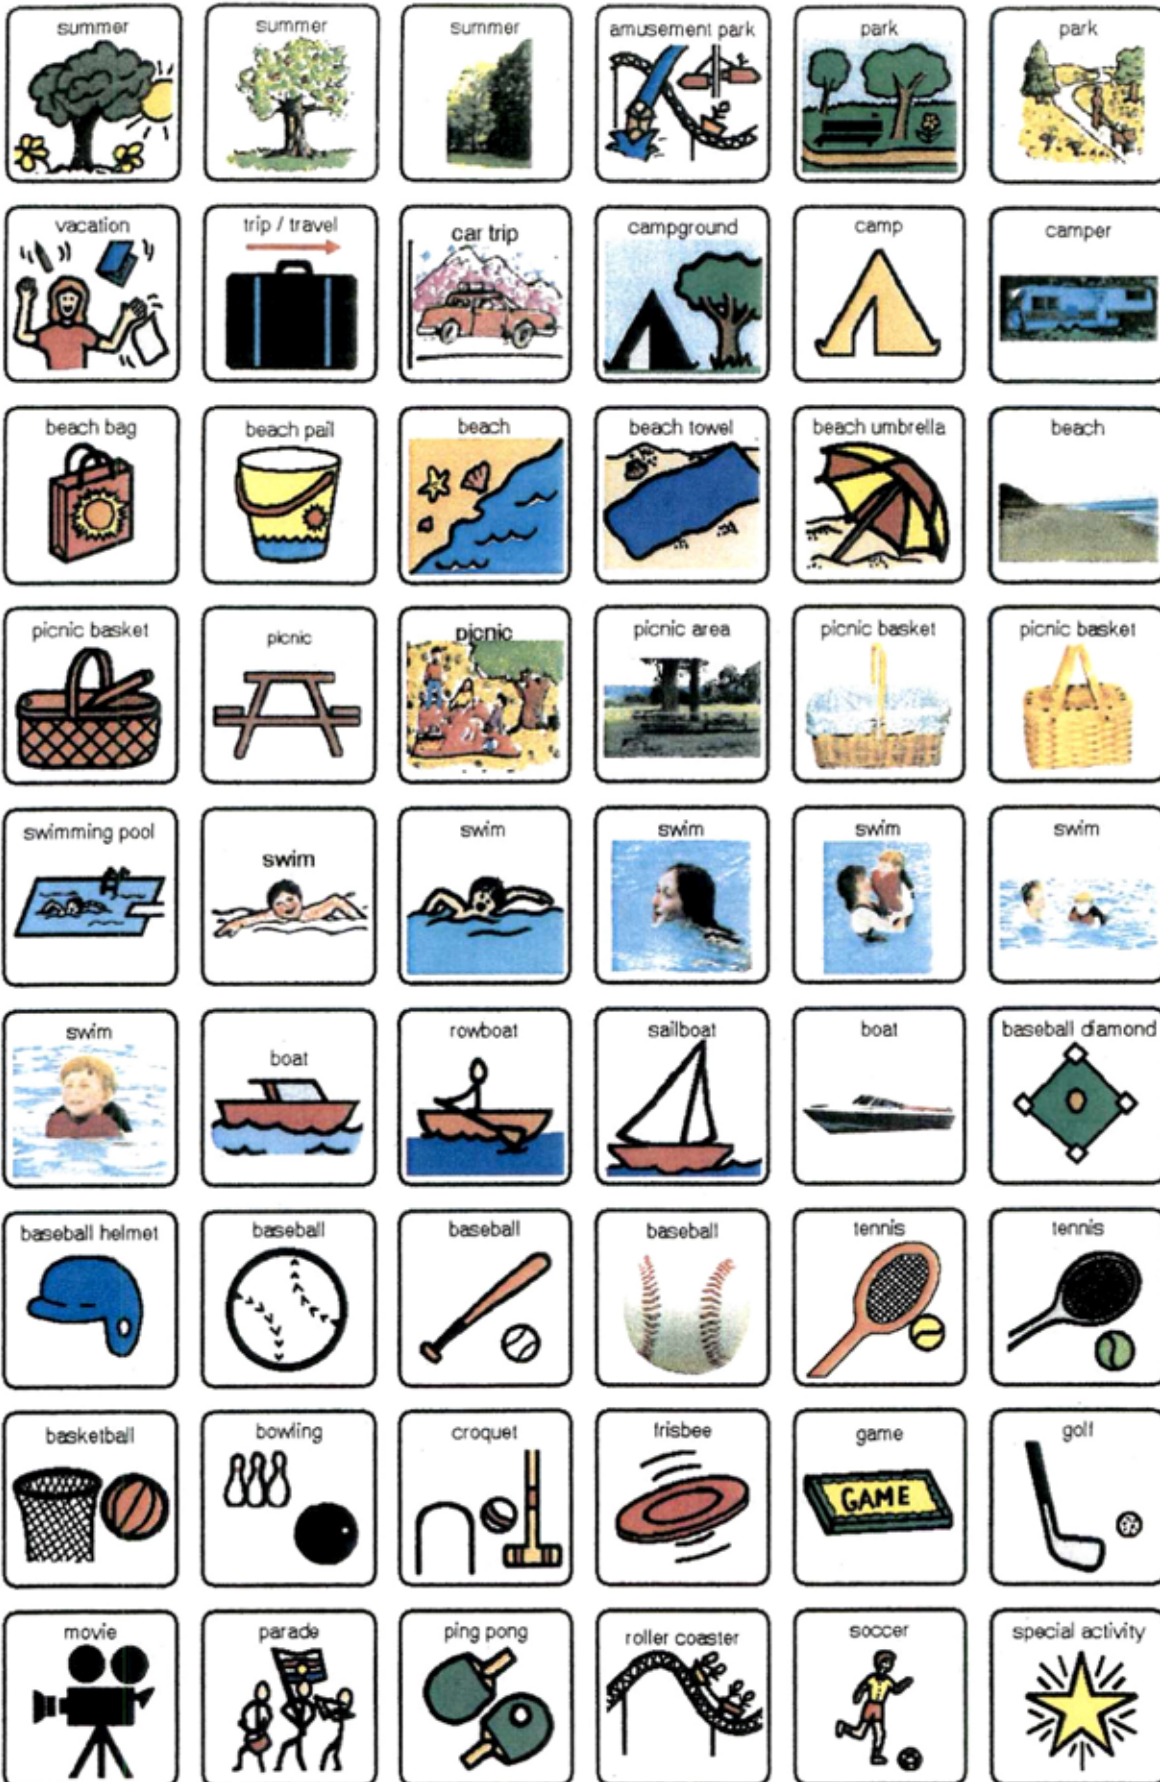 summer
summer
summer
amusement park
park
park
vacation
trip / travel
car trip
campground
camp
camper
beach bag
beach pail
beach
beach towel
beach umbrella
beach
picnic basket
picnic
picnic
picnic area
picnic basket
picnic basket
swimming pool
swim
swim
swim
swim
swim
swim
boat
rowboat
sailboat
boat
baseball diamond
baseball helmet
baseball
baseball
baseball
tennis
tennis
basketball
bowling
croquet
frisbee
game
GAME
golf
movie
parade
ping pong
roller coaster
soccer
special activity